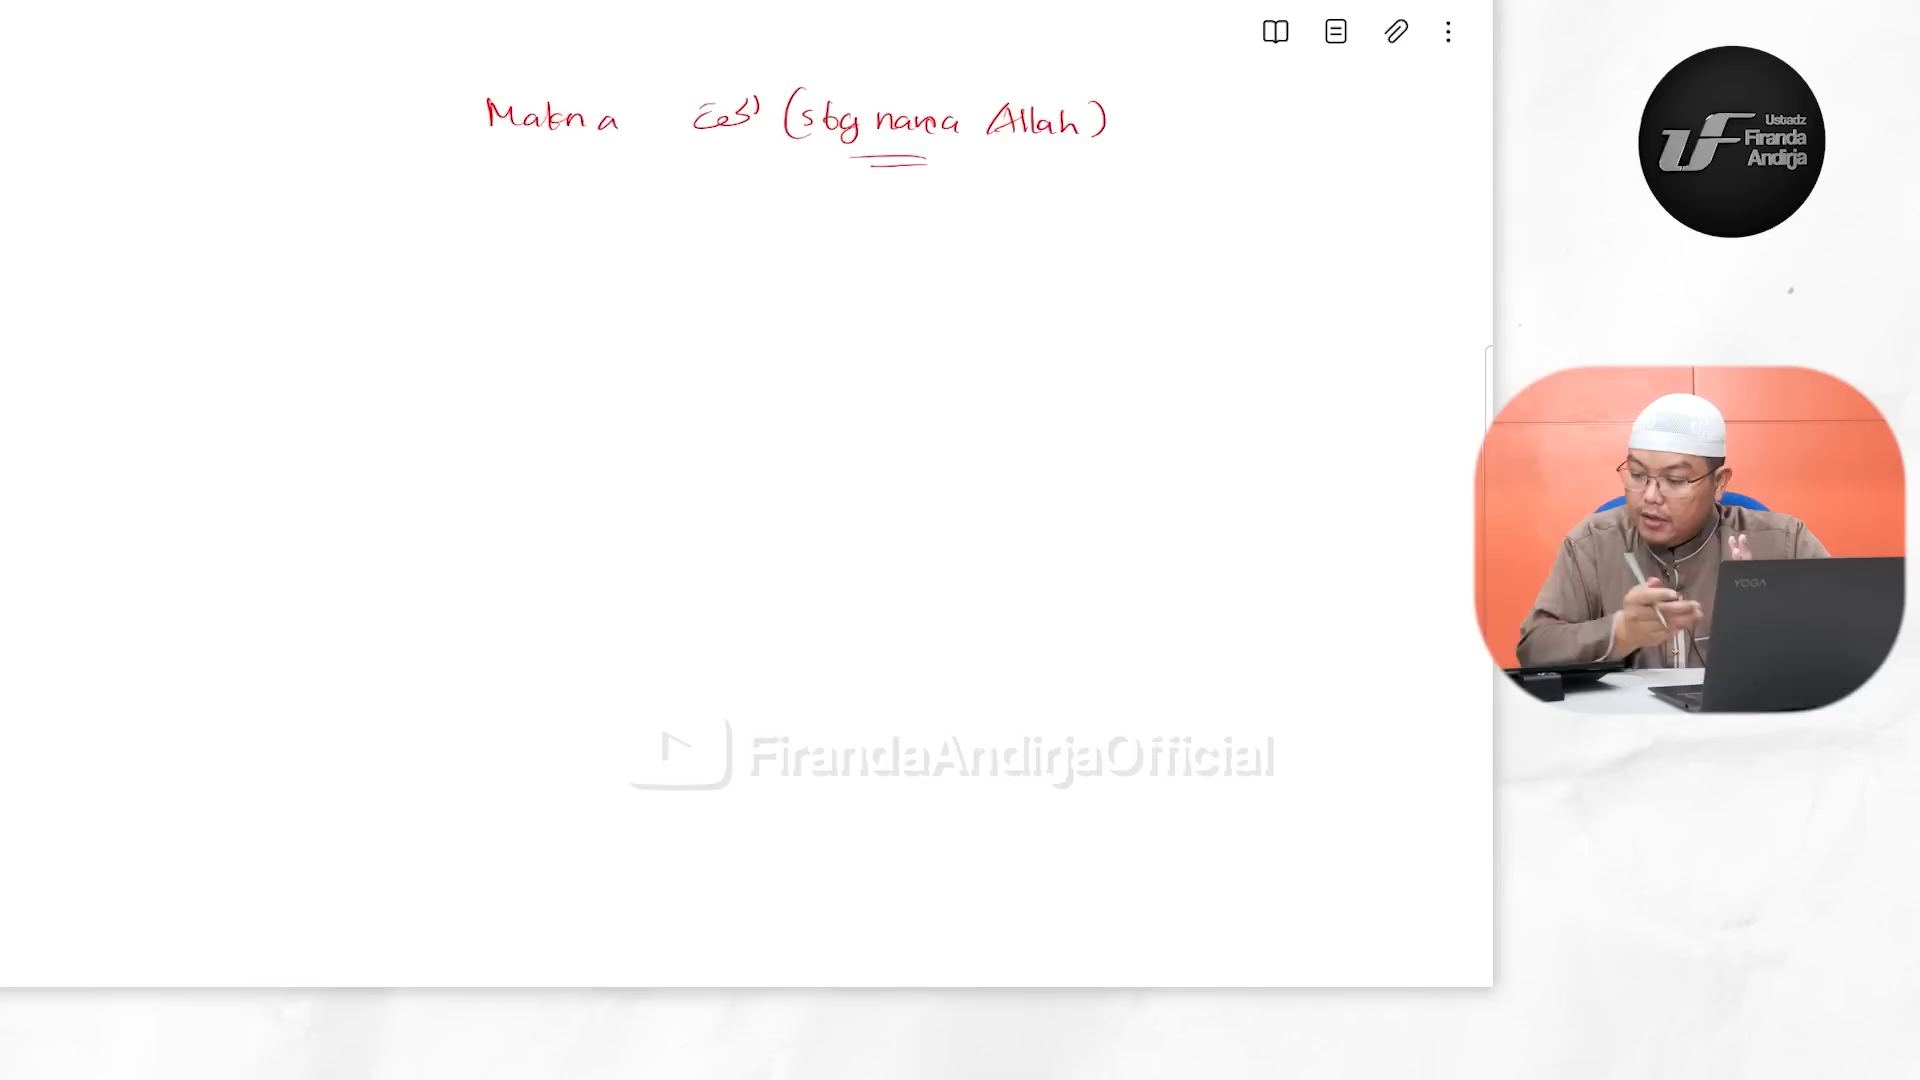 Makna (sbg nama Allah)
Ustadz
Firanda
Andirja
YOGA
FirandaAndirjaOfficial